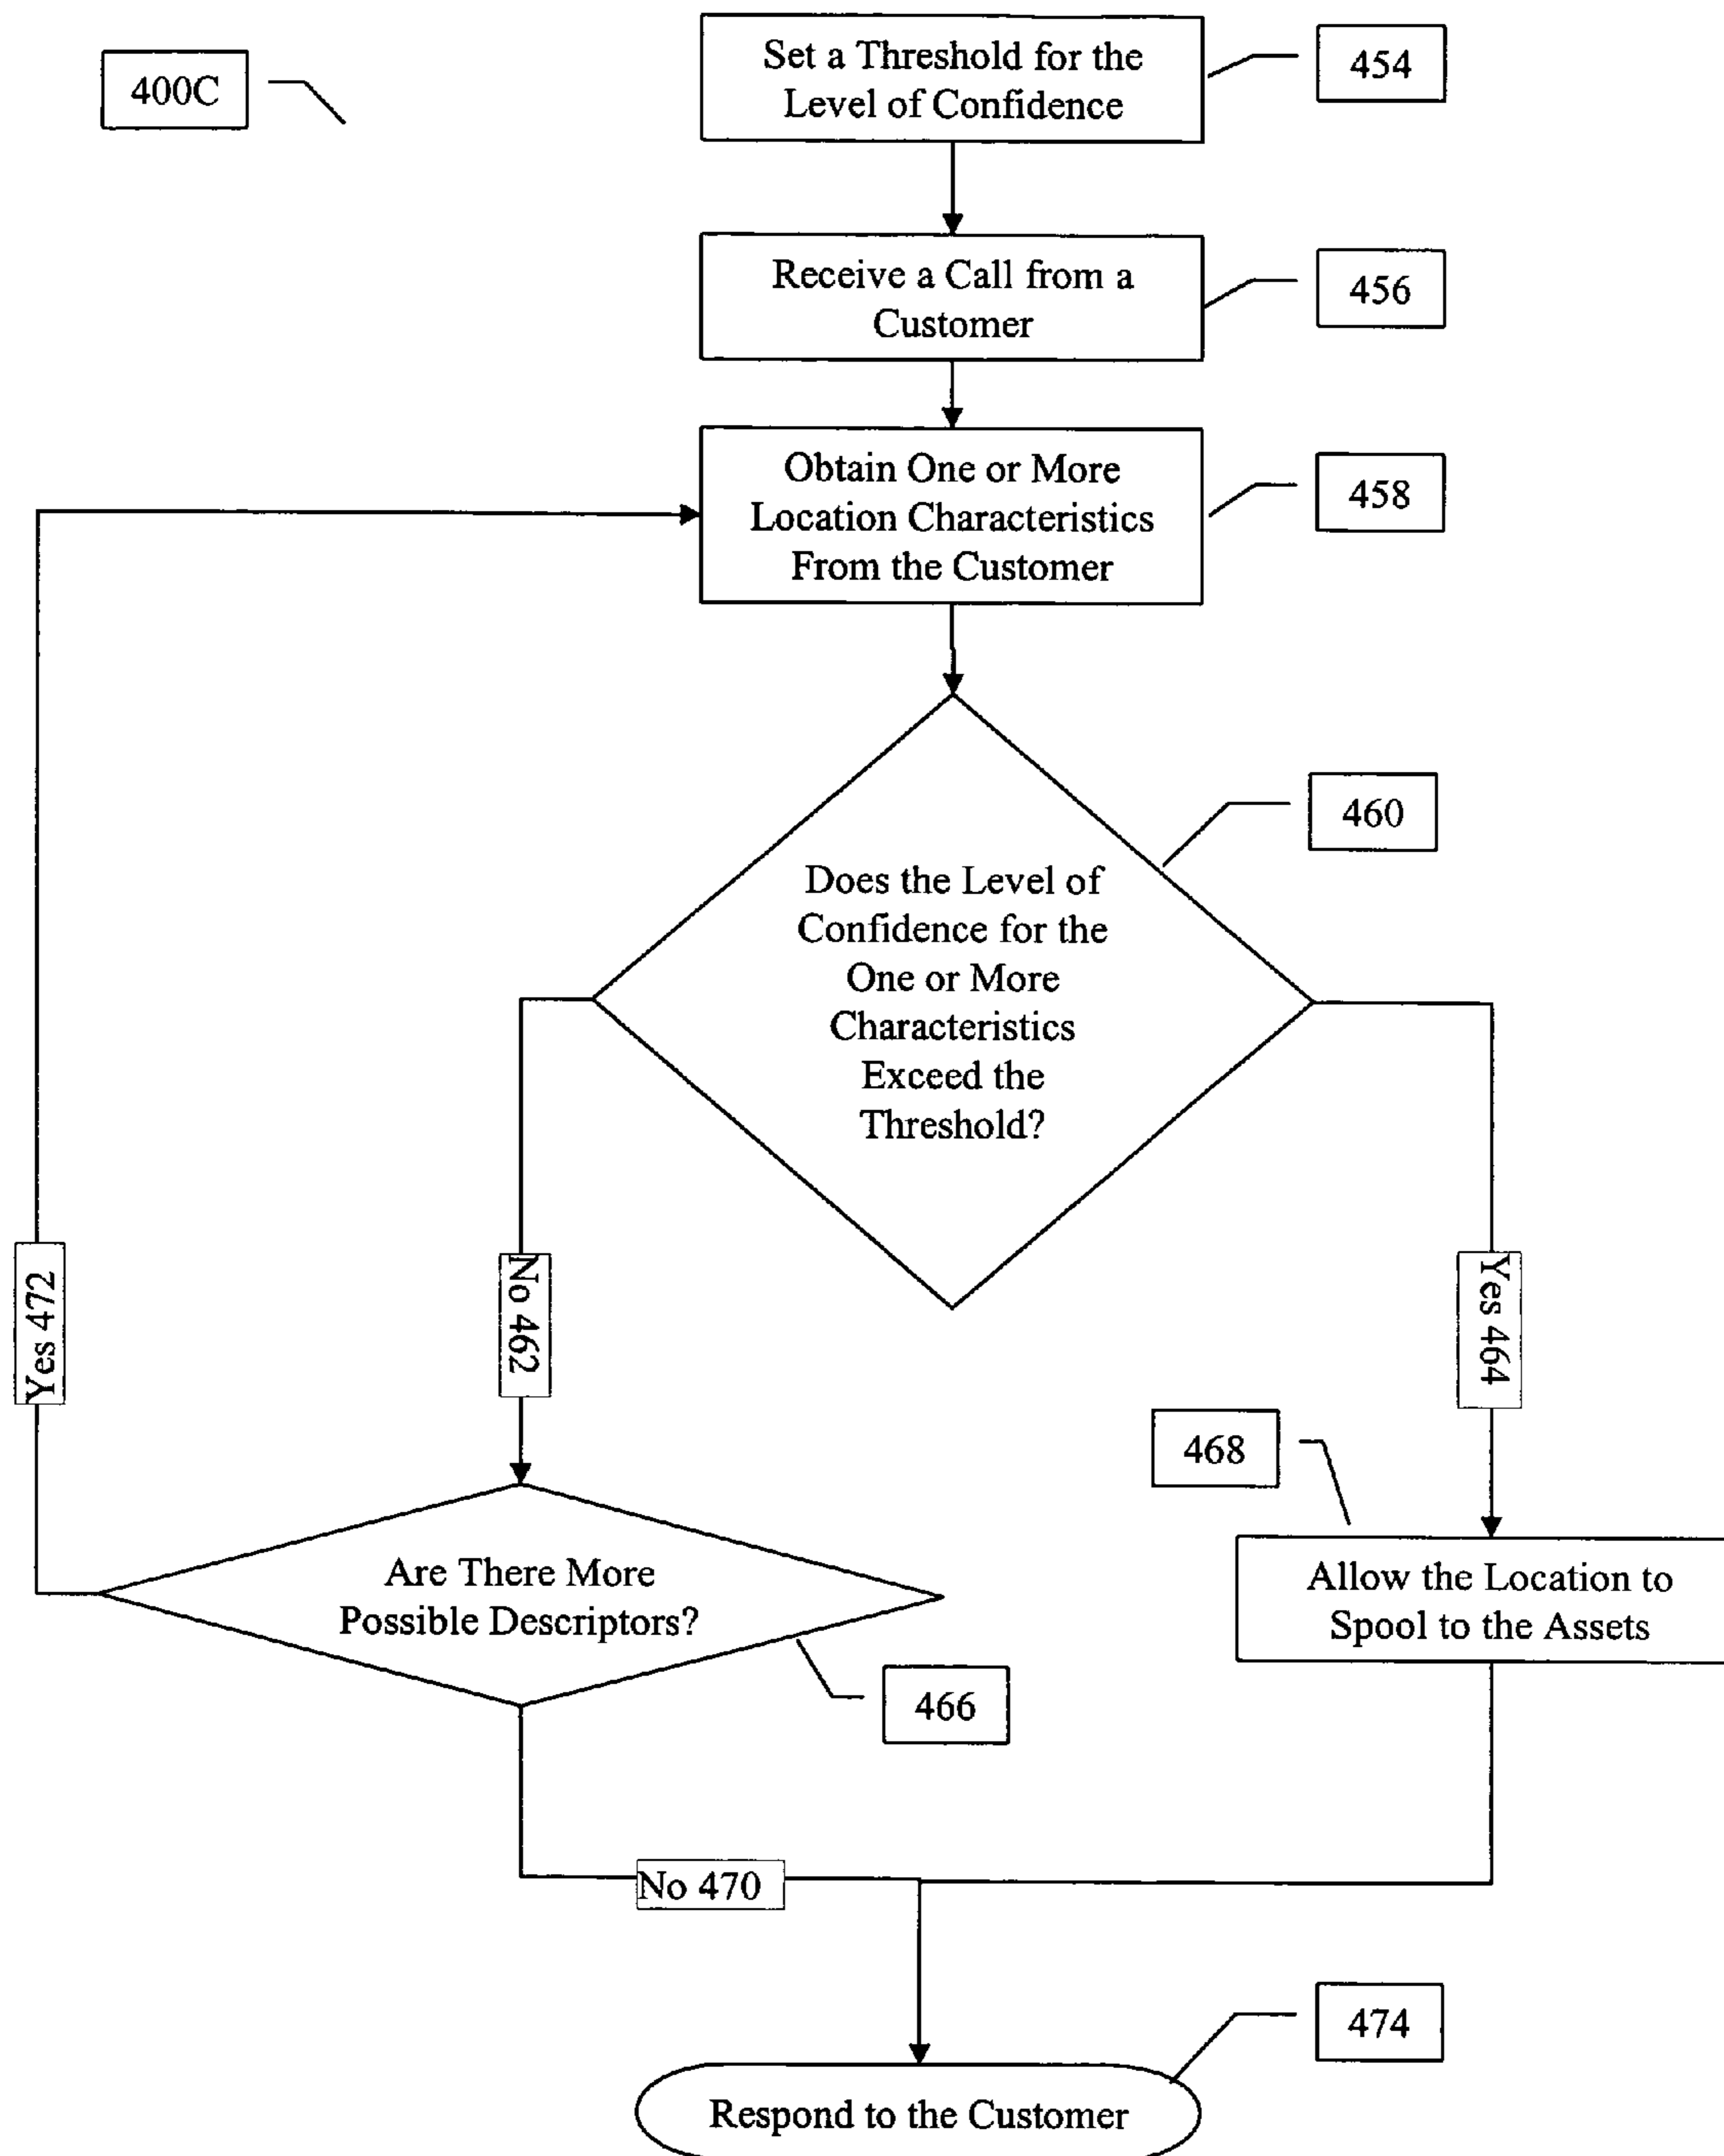 400C
Set a Threshold for the
Level of Confidence
454
Receive a Call from a
Customer
456
Obtain One or More
Location Characteristics
From the Customer
458
460
Does the Level of
Confidence for the
One or More
Characteristics
Exceed the
Threshold?
Yes 472
No 462
Yes 464
468
Are There More
Possible Descriptors?
Allow the Location to
Spool to the Assets
466
No 470
474
Respond to the Customer